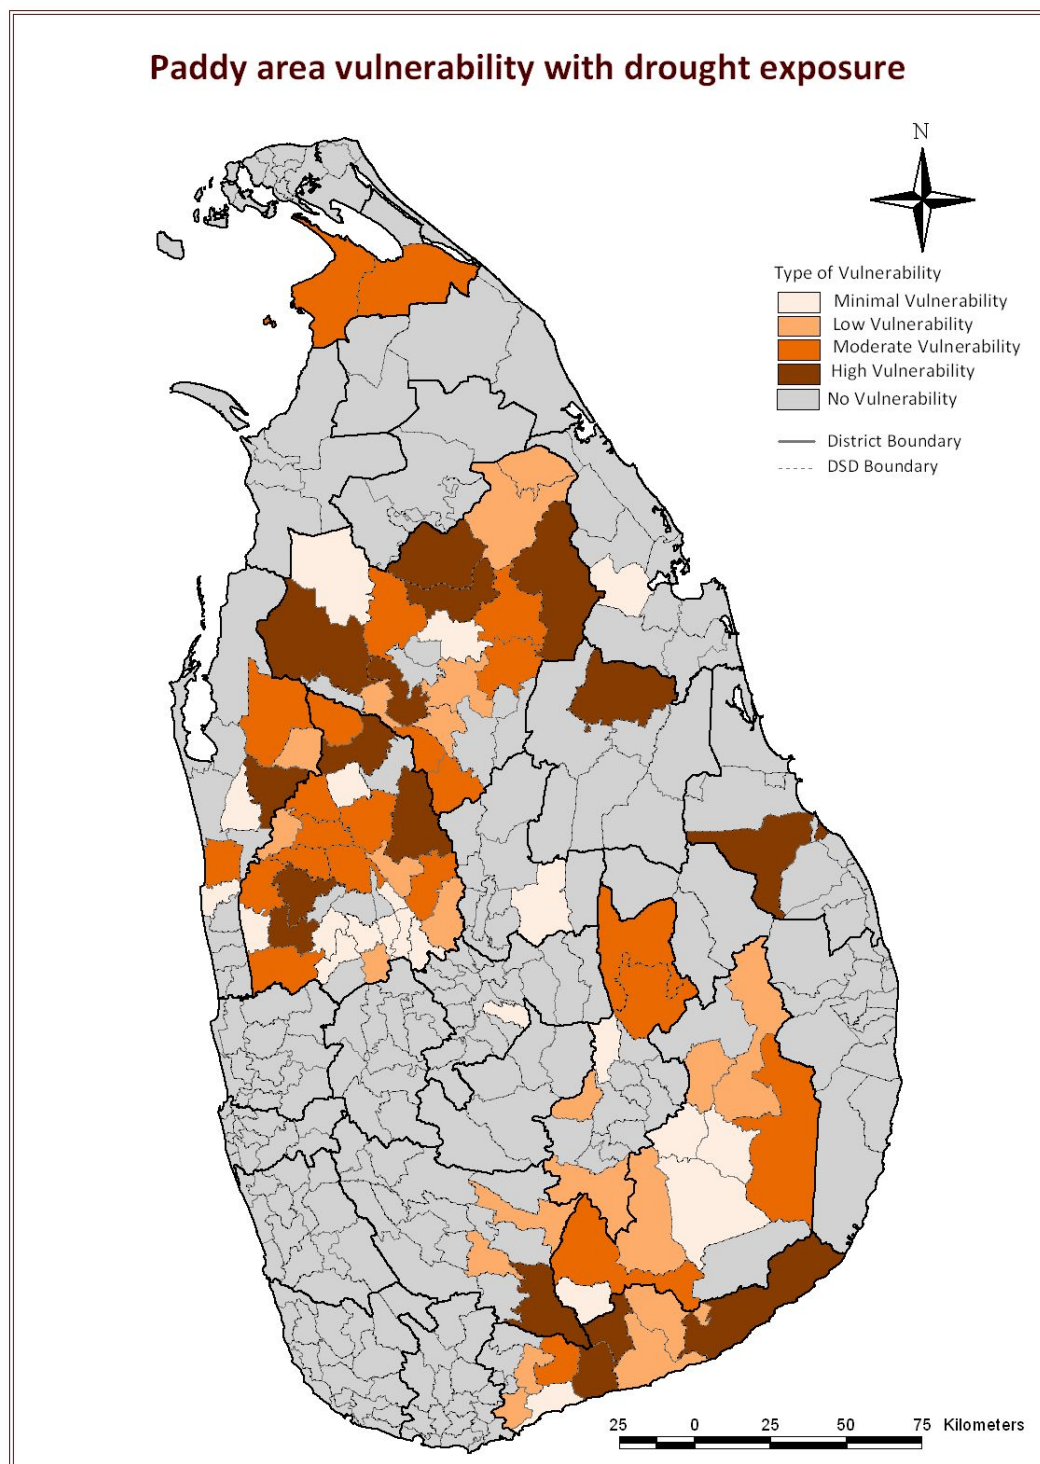 Paddy area vulnerability with drought exposure
N
Type of Vulnerability
Minimal Vulnerability
Low Vulnerability
Moderate Vulnerability
High Vulnerability
No Vulnerability
District Boundary
DSD Boundary
25 0 25 50 75 Kilometers